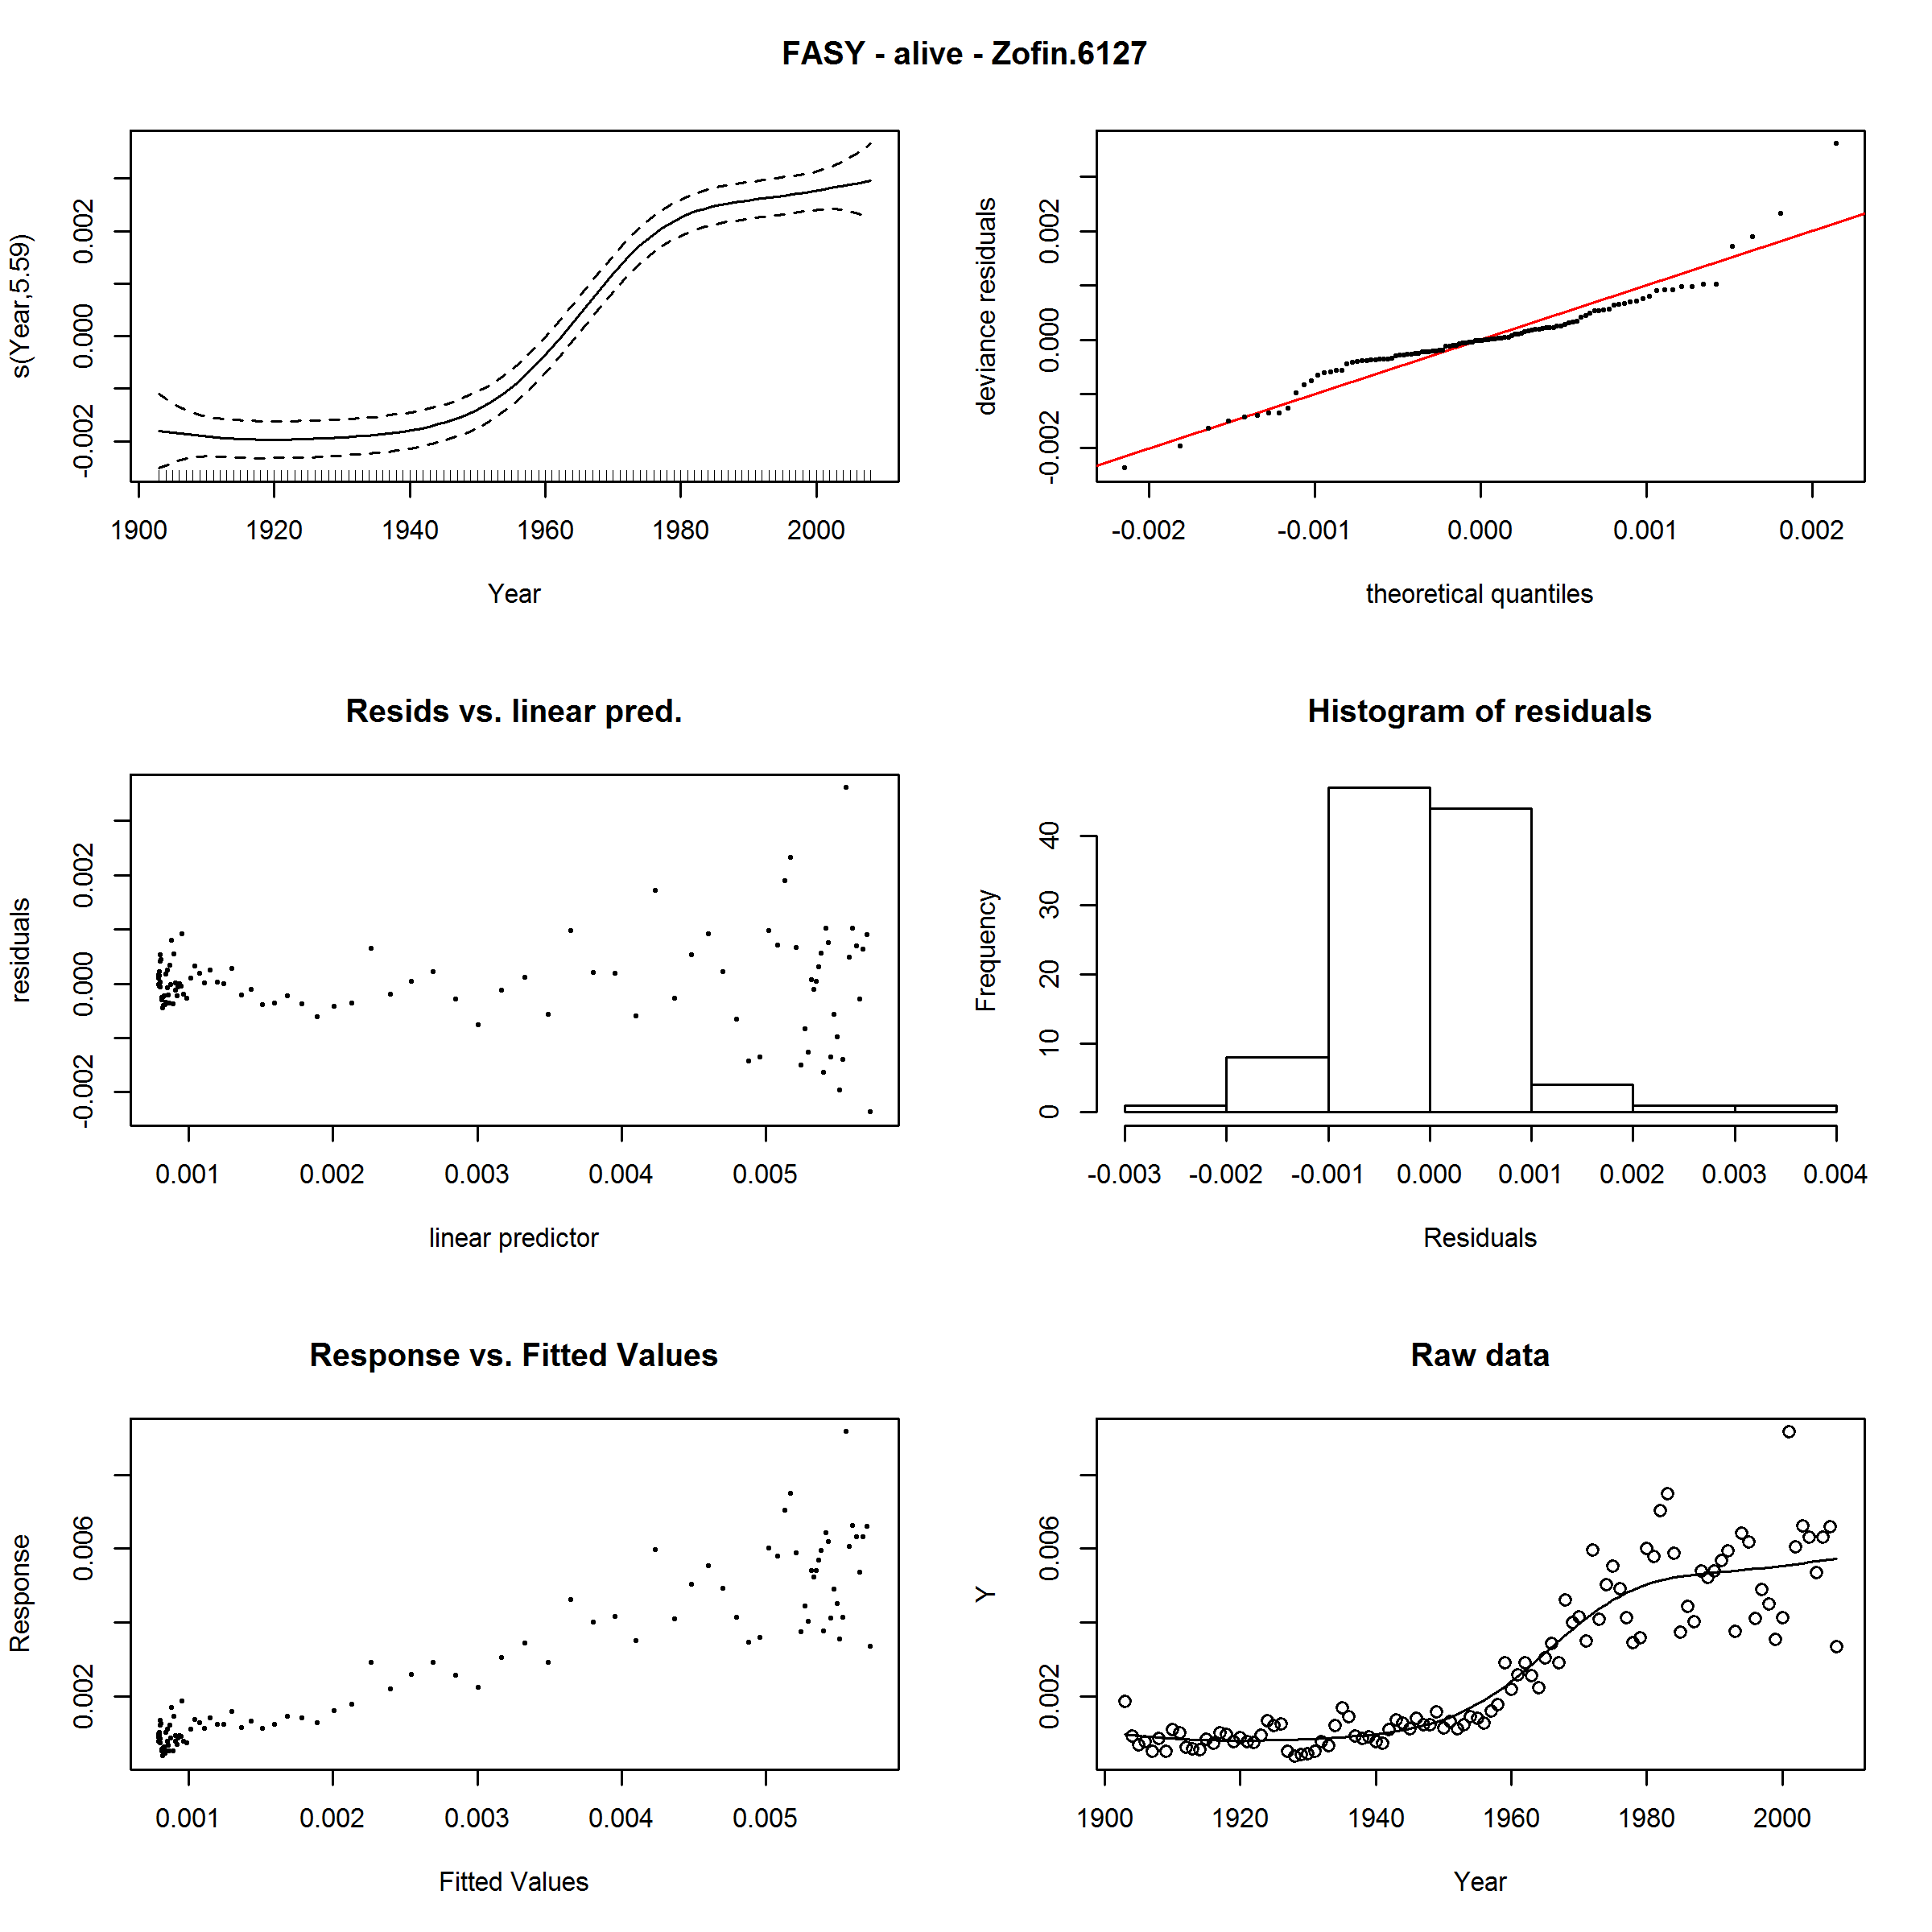 FASY - alive - Zofin.6127
s(Year,5.59)
-0.002 0.000 0.002
1900 1920 1940 1960 1980 2000
Year
deviance residuals
-0.002 0.000 0.002
-0.002 -0.001 0.000 0.001 0.002
theoretical quantiles
Resids vs. linear pred.
residuals
-0.002 0.000 0.002
0.001 0.002 0.003 0.004 0.005
linear predictor
Histogram of residuals
Frequency
0 10 20 30 40
-0.003 -0.002 -0.001 0.000 0.001 0.002 0.003 0.004
Residuals
Response vs. Fitted Values
Response
0.002 0.006
0.001 0.002 0.003 0.004 0.005
Fitted Values
Raw data
Y
0.002 0.006
1900 1920 1940 1960 1980 2000
Year